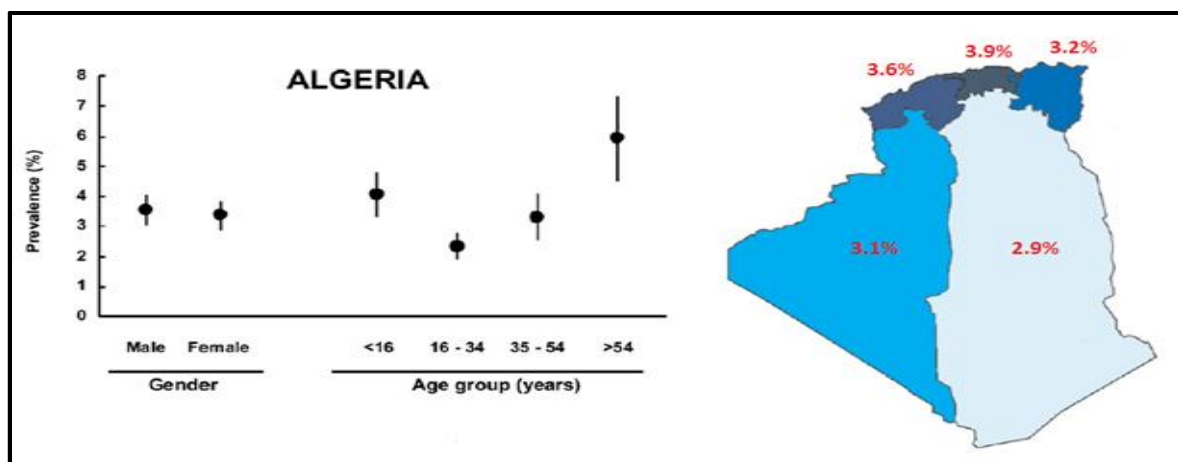 ALGERIA
Prevalence (%)
8
7
6
5
4
3
2
1
0
Male Female <16 16 - 34 35 - 54 >54
Gender Age group (years)
3.6% 3.9% 3.2%
3.1% 2.9%